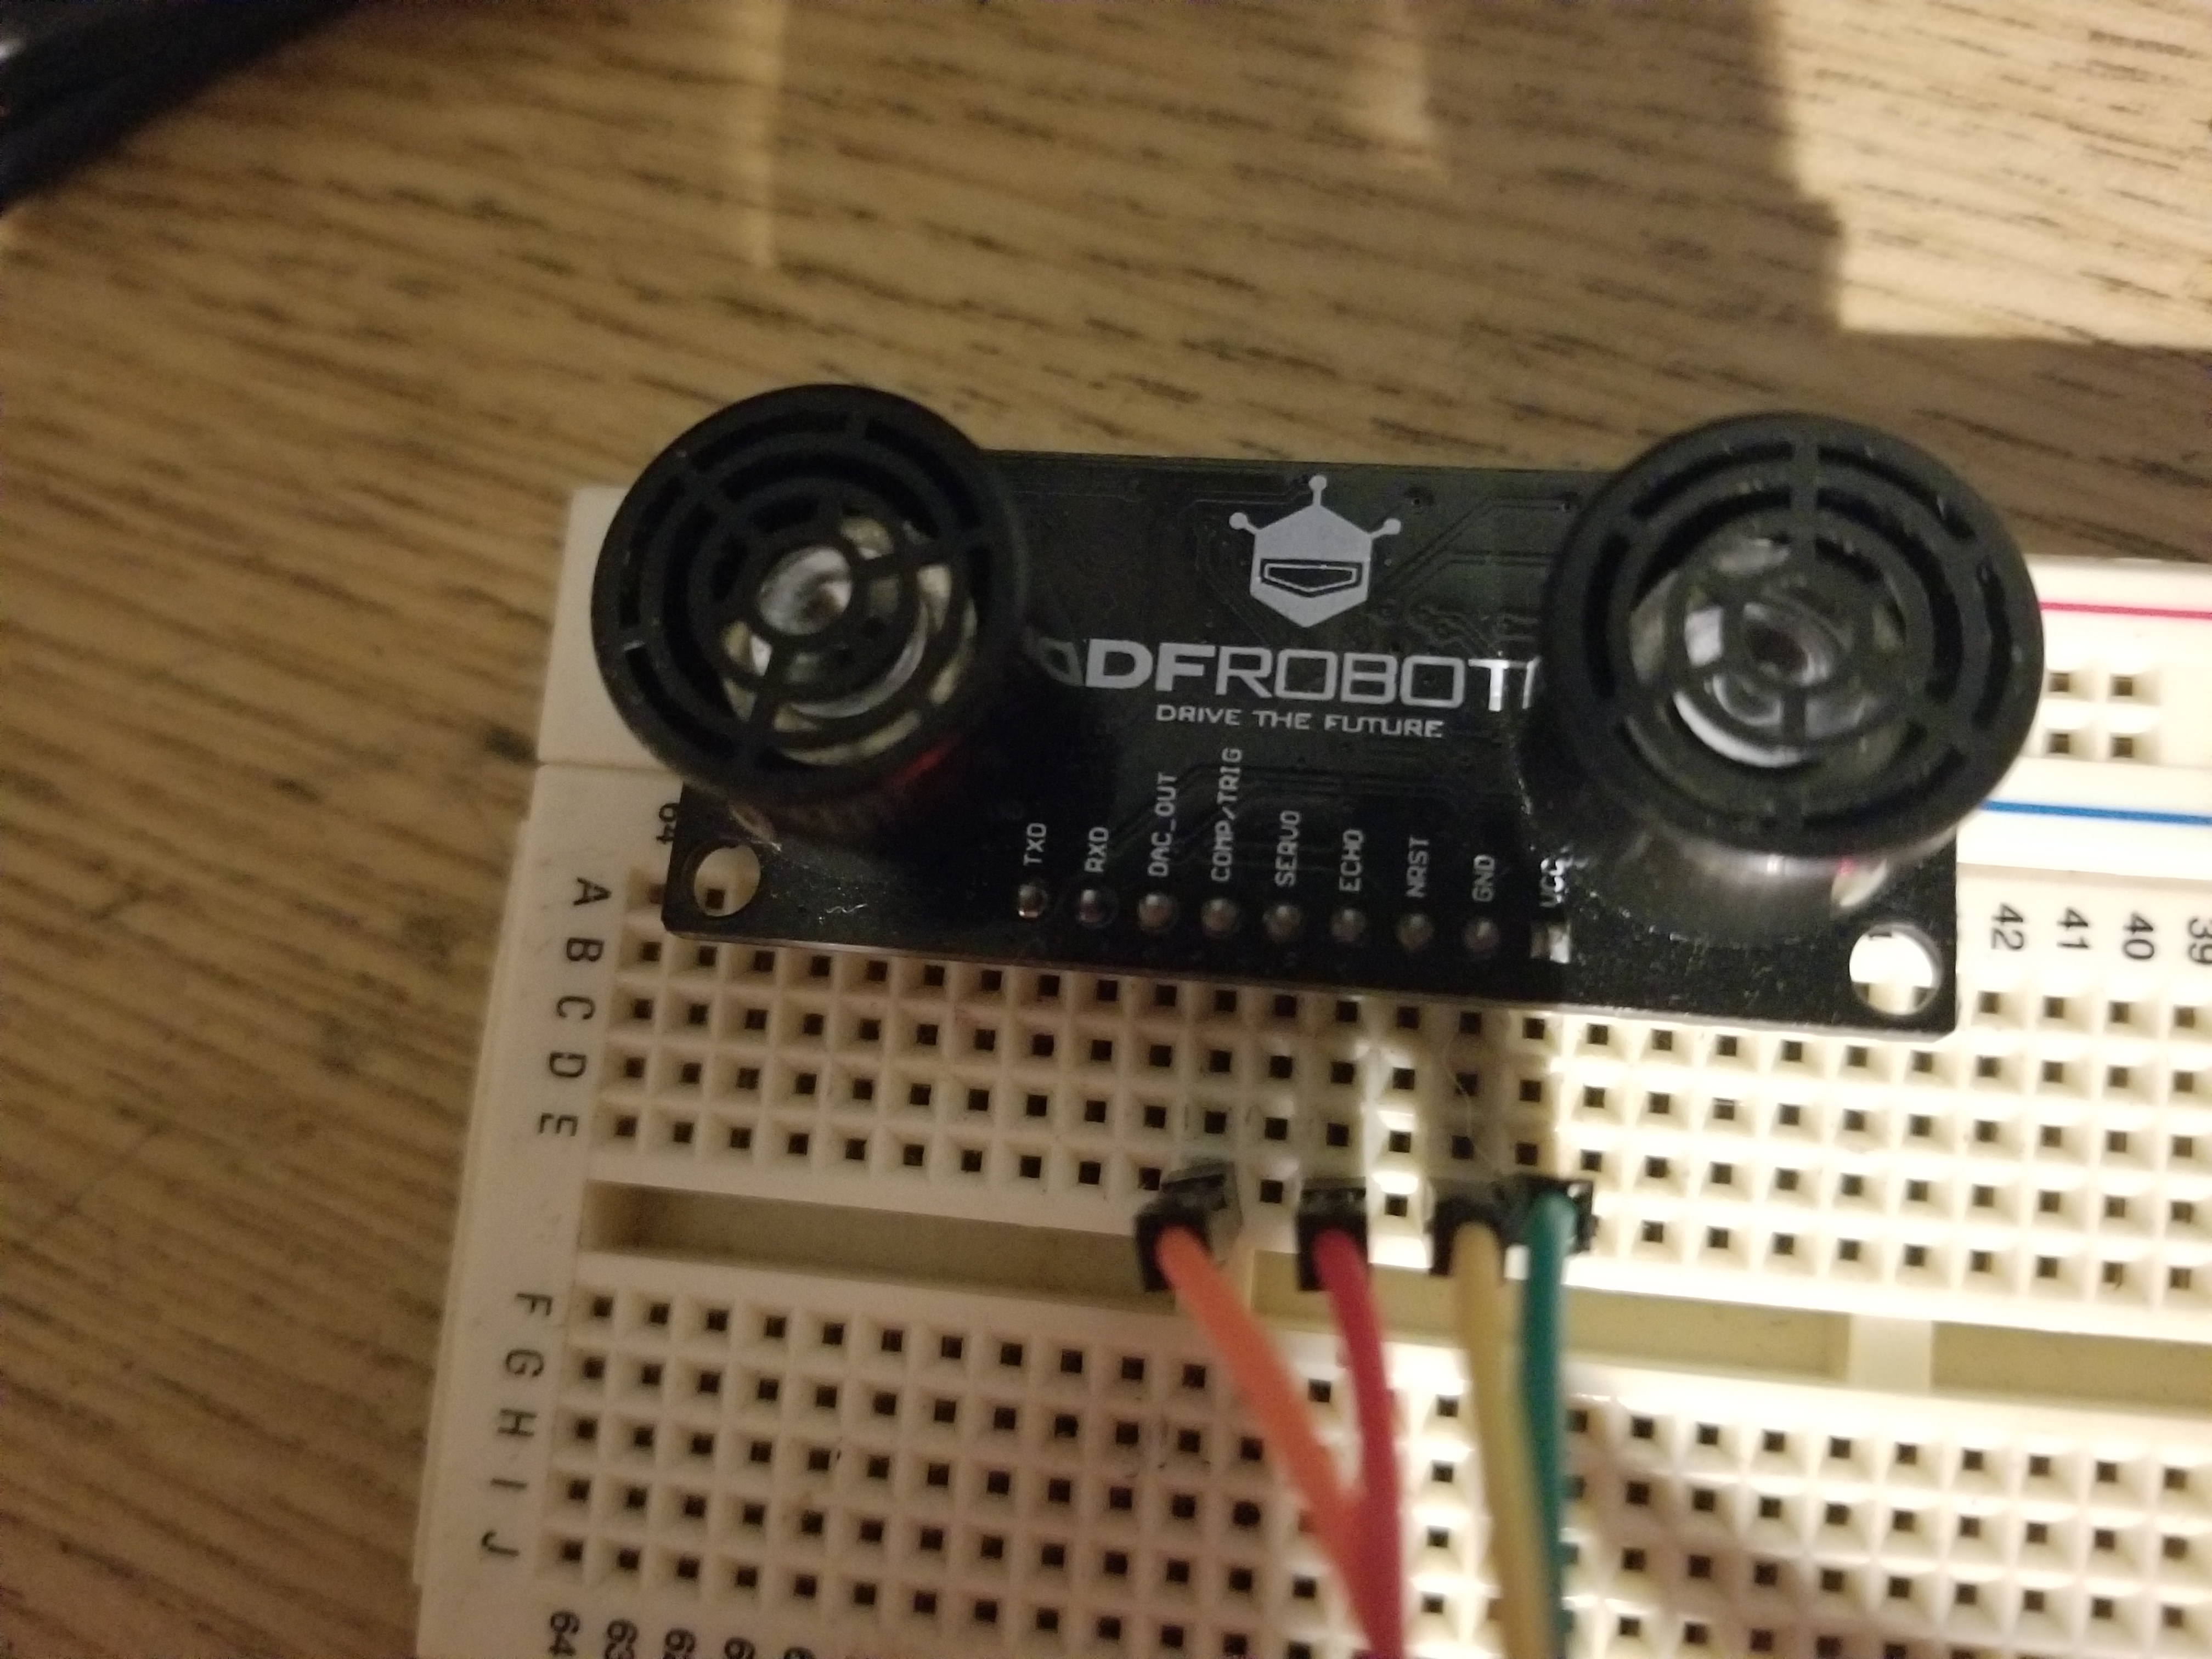 DFROBOT
DRIVE THE FUTURE
TXD
RXD
DAC_OUT
COMP/TRIG
SERVO
ECHO
NRST
GND
VCC
64
42
41
40
39
A
B
C
D
E
F
G
H
I
J
64
63
62